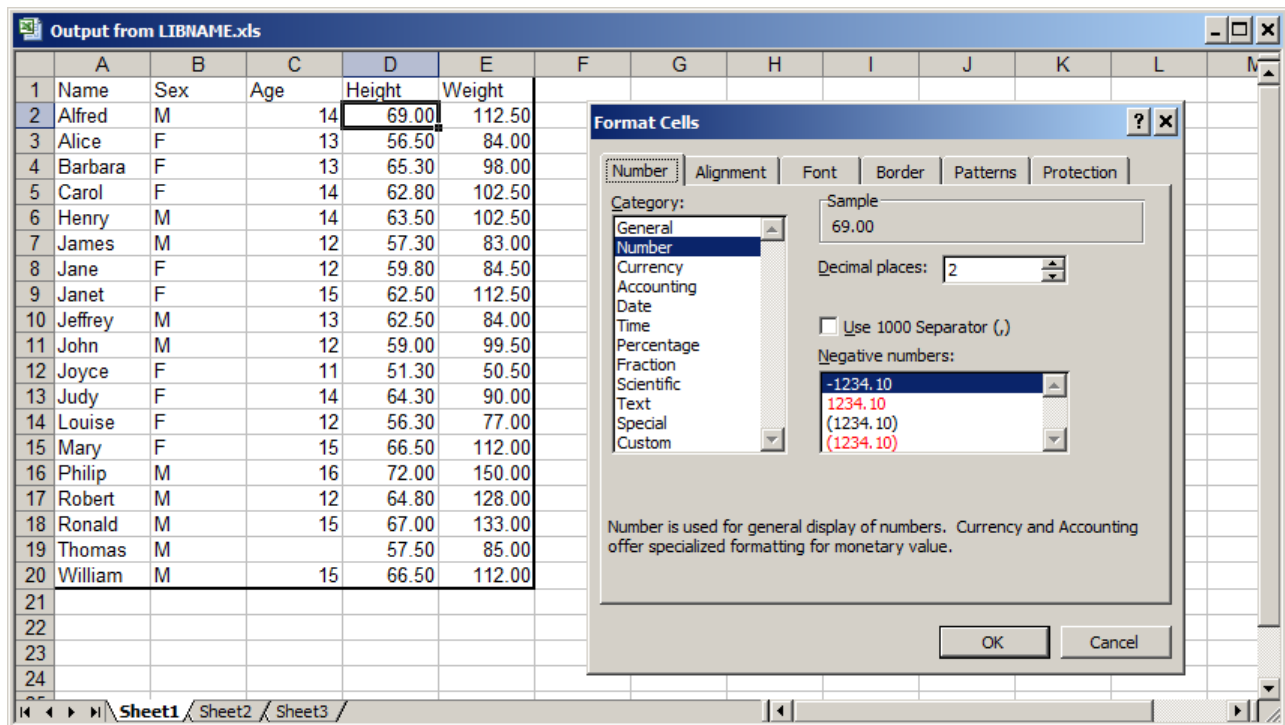 Output from LIBNAME.xls
A B C D E F G H I J K L M
1 Name Sex Age Height Weight
2 Alfred M 14 69.00 112.50
3 Alice F 13 56.50 84.00
4 Barbara F 13 65.30 98.00
5 Carol F 14 62.80 102.50
6 Henry M 14 63.50 102.50
7 James M 12 57.30 83.00
8 Jane F 12 59.80 84.50
9 Janet F 15 62.50 112.50
10 Jeffrey M 13 62.50 84.00
11 John M 12 59.00 99.50
12 Joyce F 11 51.30 50.50
13 Judy F 14 64.30 90.00
14 Louise F 12 56.30 77.00
15 Mary F 15 66.50 112.00
16 Philip M 16 72.00 150.00
17 Robert M 12 64.80 128.00
18 Ronald M 15 67.00 133.00
19 Thomas M 57.50 85.00
20 William M 15 66.50 112.00
21
22
23
24
25
Sheet1 Sheet2 Sheet3
Format Cells
Number Alignment Font Border Patterns Protection
Category:
General
Number
Currency
Accounting
Date
Time
Percentage
Fraction
Scientific
Text
Special
Custom
Sample
69.00
Decimal places: 2
Use 1000 Separator (,)
Negative numbers:
-1234.10
1234.10
(1234.10)
(1234.10)
Number is used for general display of numbers. Currency and Accounting
offer specialized formatting for monetary value.
OK Cancel